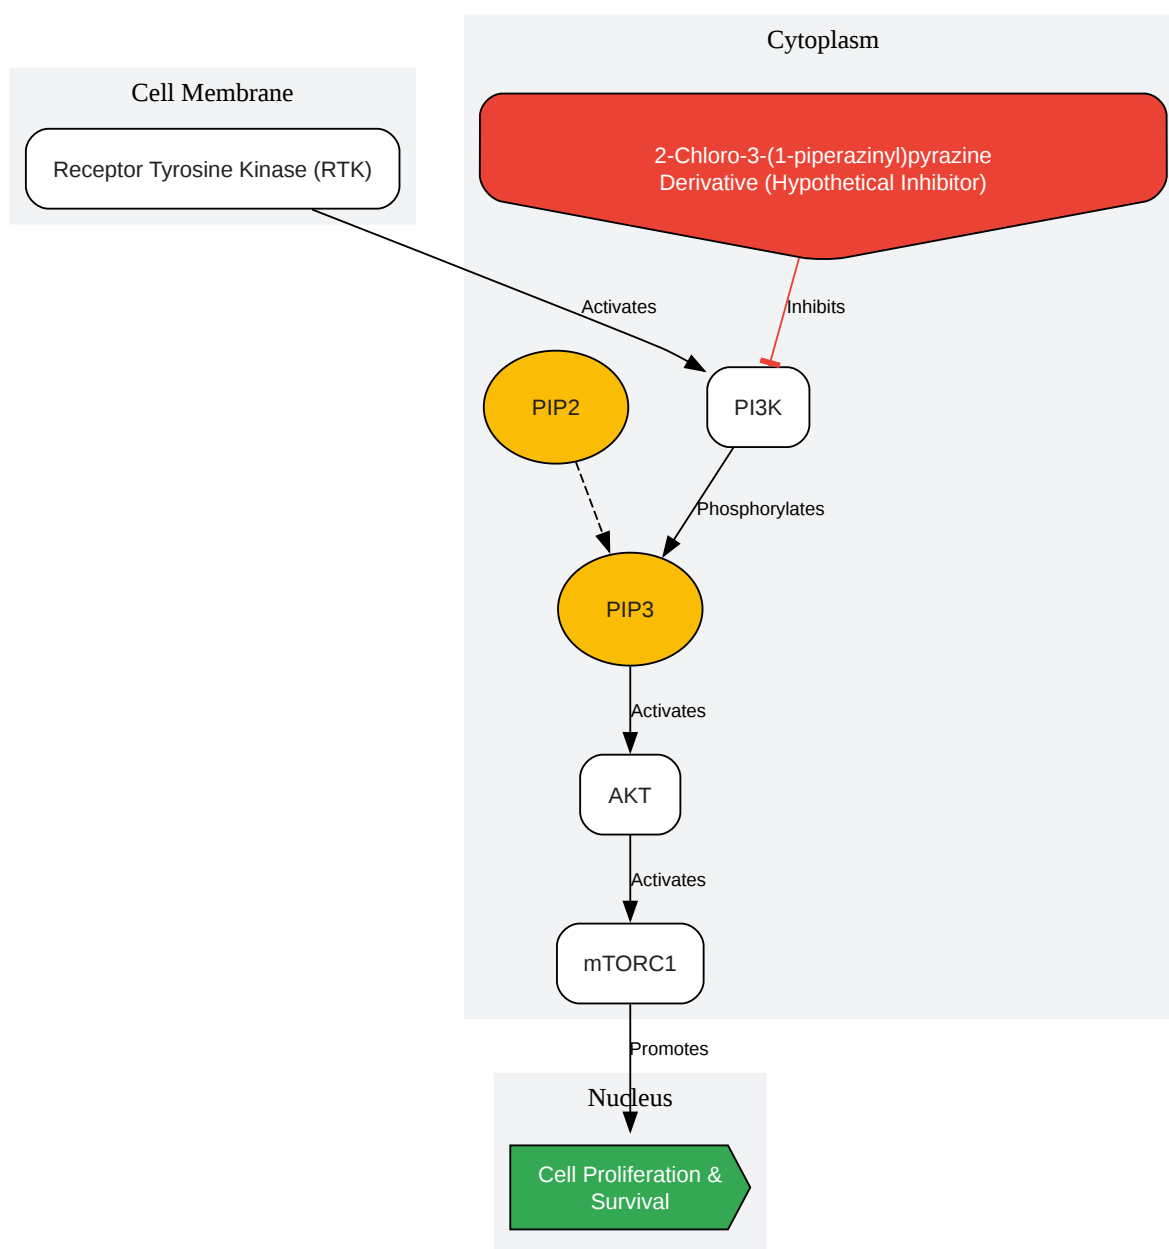 Cytoplasm
Cell Membrane
Receptor Tyrosine Kinase (RTK)
2-Chloro-3-(1-piperazinyl)pyrazine
Derivative (Hypothetical Inhibitor)
Activates
Inhibits
PIP2
PI3K
Phosphorylates
PIP3
Activates
AKT
Activates
mTORC1
Promotes
Nucleus
Cell Proliferation &
Survival